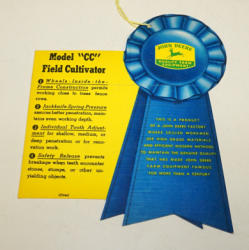 Model "CC"
Field Cultivator
1 Wheels-inside-the-
Frame Construction permits
working close to trees fence
rows.
2 Jackknife-Spring Pressure
secures better penetration, main-
tains even working depth.
3 Individual Tooth Adjust-
ment for shallow, medium, or
deep penetration or for reno-
vation work.
4 Safety Release prevents
breakage when teeth encounter
stones, stumps, or other un-
yielding objects.
JOHN DEERE
QUALITY FARM
EQUIPMENT
THIS IS A PRODUCT
OF A JOHN DEERE FACTORY
WHERE SKILLED WORKMEN
USE HIGH GRADE MATERIALS
AND EFFICIENT MODERN METHODS
TO MAINTAIN THE GENUINE QUALITY
THAT HAS MADE JOHN DEERE
FARM EQUIPMENT FAMOUS
FOR MORE THAN A CENTURY